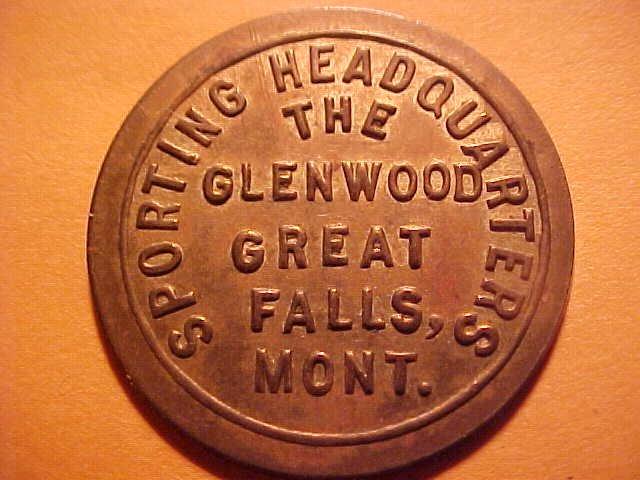 SPORTING HEADQUARTERS
THE
GLENWOOD
GREAT
FALLS,
MONT.